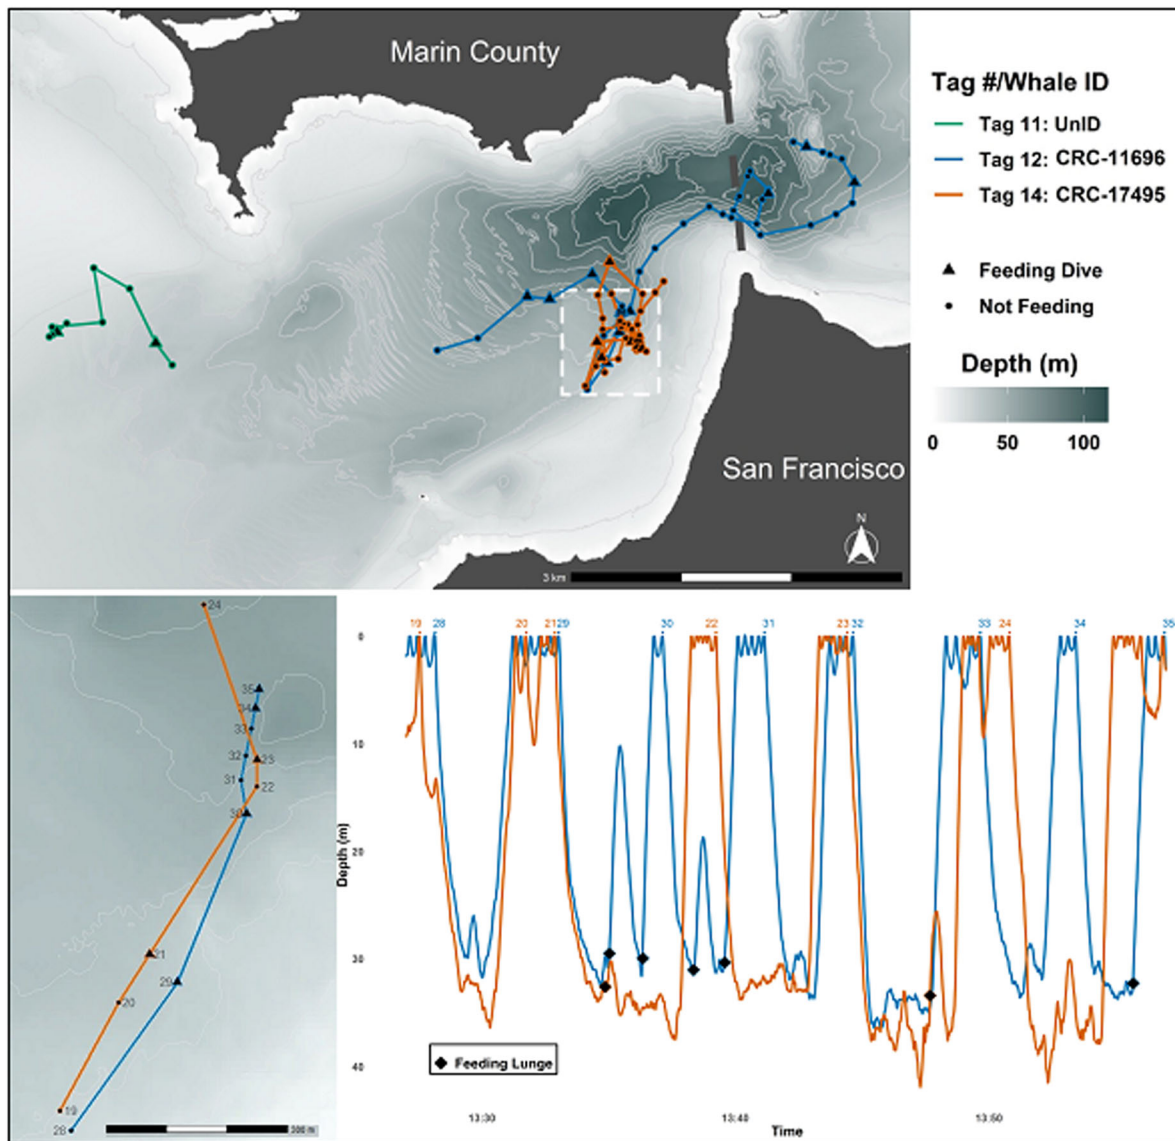 Marin County
San Francisco
N
3 km
Tag #/Whale ID
Tag 11: UnID
Tag 12: CRC-11696
Tag 14: CRC-17495
Feeding Dive
Not Feeding
Depth (m)
0 50 100
24
35
34
33
32 23
31 22
30
21
29
20
19
28
300 m
19 28 20 21 29 30 22 31 23 32 33 24 34 35
0
10
20
30
40
Depth (m)
Feeding Lunge
13:30 13:40 13:50
Time